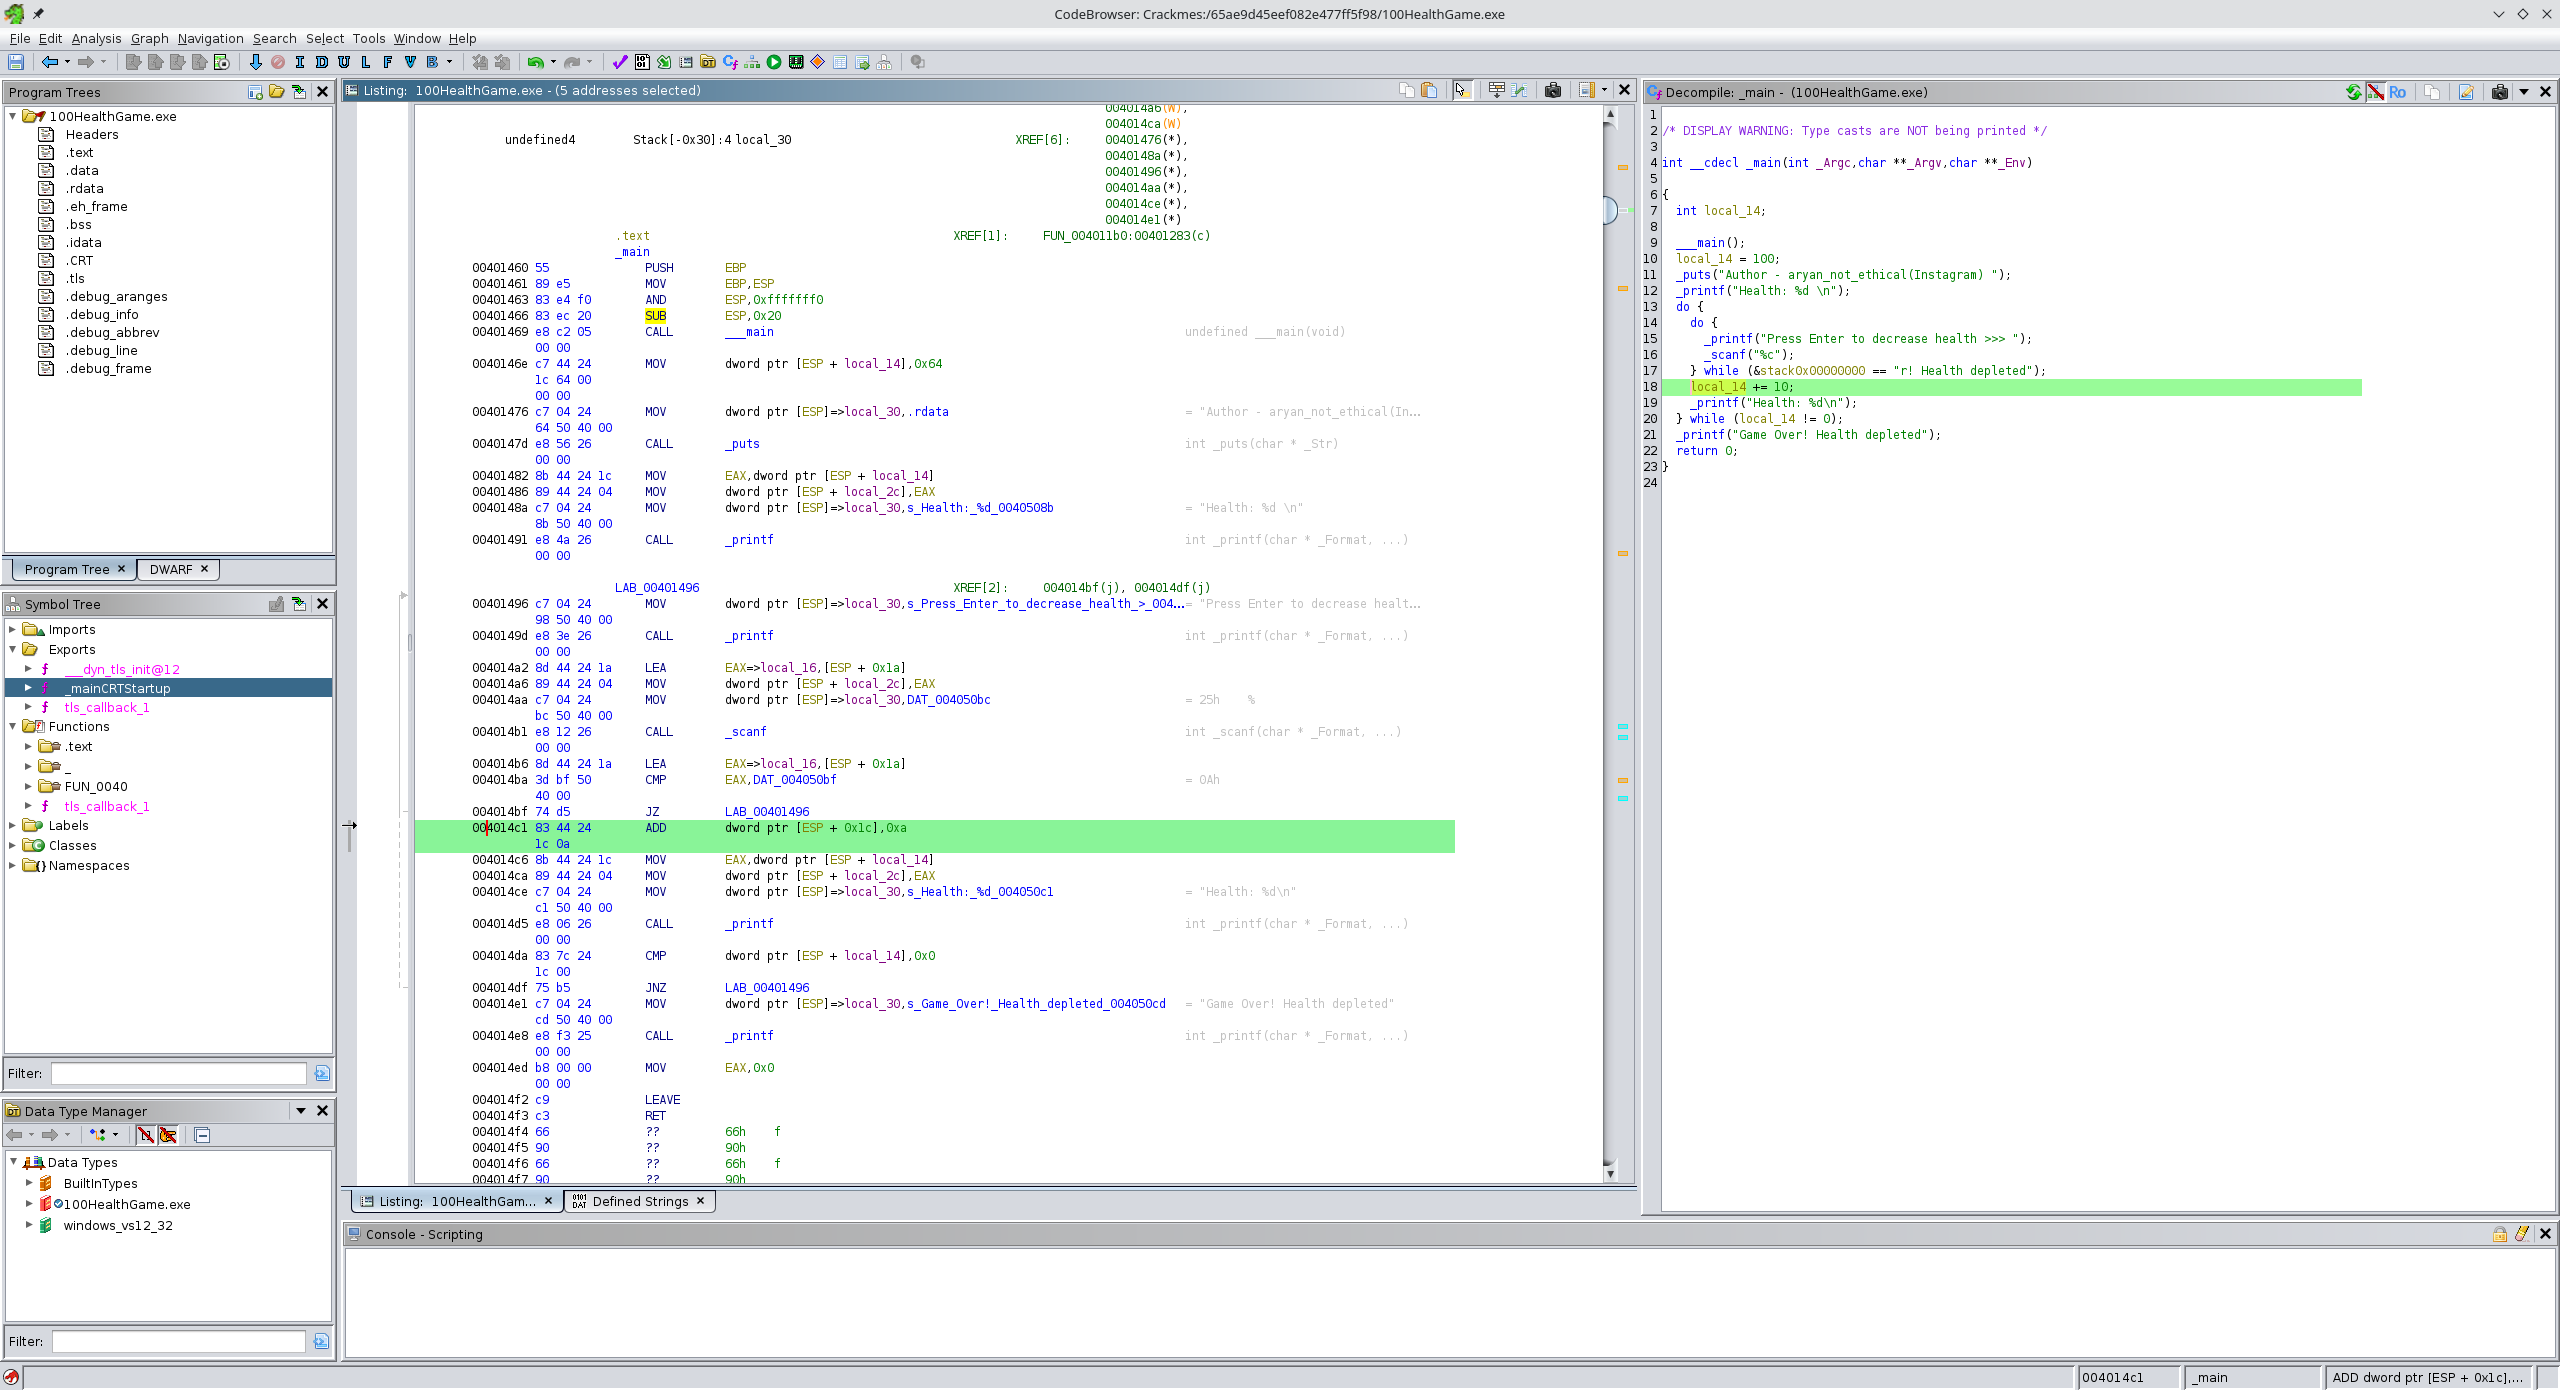 CodeBrowser: Crackmes:/65ae9d45eef082e477ff5f98/100HealthGame.exe
File Edit Analysis Graph Navigation Search Select Tools Window Help
I D U L F V B
Program Trees
100HealthGame.exe
Headers
.text
.data
.rdata
.eh_frame
.bss
.idata
.CRT
.tls
.debug_aranges
.debug_info
.debug_abbrev
.debug_line
.debug_frame
Program Tree DWARF
Symbol Tree
Imports
Exports
___dyn_tls_init@12
_mainCRTStartup
tls_callback_1
Functions
.text
_
FUN_0040
tls_callback_1
Labels
Classes
Namespaces
Filter:
Data Type Manager
Data Types
BuiltInTypes
100HealthGame.exe
windows_vs12_32
Filter:
Listing: 100HealthGame.exe - (5 addresses selected)
004014a6(W),
004014ca(W)
undefined4 Stack[-0x30]:4 local_30 XREF[6]: 00401476(*),
0040148a(*),
00401496(*),
004014aa(*),
004014ce(*),
004014e1(*)
.text XREF[1]: FUN_004011b0:00401283(c)
_main
00401460 55 PUSH EBP
00401461 89 e5 MOV EBP,ESP
00401463 83 e4 f0 AND ESP,0xfffffff0
00401466 83 ec 20 SUB ESP,0x20
00401469 e8 c2 05 CALL ___main undefined ___main(void)
00 00
0040146e c7 44 24 MOV dword ptr [ESP + local_14],0x64
1c 64 00
00 00
00401476 c7 04 24 MOV dword ptr [ESP]=>local_30,.rdata = "Author - aryan_not_ethical(In...
64 50 40 00
0040147d e8 56 26 CALL _puts int _puts(char * _Str)
00 00
00401482 8b 44 24 1c MOV EAX,dword ptr [ESP + local_14]
00401486 89 44 24 04 MOV dword ptr [ESP + local_2c],EAX
0040148a c7 04 24 MOV dword ptr [ESP]=>local_30,s_Health:_%d_0040508b = "Health: %d \n"
8b 50 40 00
00401491 e8 4a 26 CALL _printf int _printf(char * _Format, ...)
00 00
LAB_00401496 XREF[2]: 004014bf(j), 004014df(j)
00401496 c7 04 24 MOV dword ptr [ESP]=>local_30,s_Press_Enter_to_decrease_health_>_004... = "Press Enter to decrease healt...
98 50 40 00
0040149d e8 3e 26 CALL _printf int _printf(char * _Format, ...)
00 00
004014a2 8d 44 24 1a LEA EAX=>local_16,[ESP + 0x1a]
004014a6 89 44 24 04 MOV dword ptr [ESP + local_2c],EAX
004014aa c7 04 24 MOV dword ptr [ESP]=>local_30,DAT_004050bc = 25h %
bc 50 40 00
004014b1 e8 12 26 CALL _scanf int _scanf(char * _Format, ...)
00 00
004014b6 8d 44 24 1a LEA EAX=>local_16,[ESP + 0x1a]
004014ba 3d bf 50 CMP EAX,DAT_004050bf = 0Ah
40 00
004014bf 74 d5 JZ LAB_00401496
004014c1 83 44 24 ADD dword ptr [ESP + 0x1c],0xa
1c 0a
004014c6 8b 44 24 1c MOV EAX,dword ptr [ESP + local_14]
004014ca 89 44 24 04 MOV dword ptr [ESP + local_2c],EAX
004014ce c7 04 24 MOV dword ptr [ESP]=>local_30,s_Health:_%d_004050c1 = "Health: %d\n"
c1 50 40 00
004014d5 e8 06 26 CALL _printf int _printf(char * _Format, ...)
00 00
004014da 83 7c 24 CMP dword ptr [ESP + local_14],0x0
1c 00
004014df 75 b5 JNZ LAB_00401496
004014e1 c7 04 24 MOV dword ptr [ESP]=>local_30,s_Game_Over!_Health_depleted_004050cd = "Game Over! Health depleted"
cd 50 40 00
004014e8 e8 f3 25 CALL _printf int _printf(char * _Format, ...)
00 00
004014ed b8 00 00 MOV EAX,0x0
00 00
004014f2 c9 LEAVE
004014f3 c3 RET
004014f4 66 ?? 66h f
004014f5 90 ?? 90h
004014f6 66 ?? 66h f
004014f7 90 ?? 90h
Listing: 100HealthGam... Defined Strings
Decompile: _main - (100HealthGame.exe)
Ro
1
2 /* DISPLAY WARNING: Type casts are NOT being printed */
3
4 int __cdecl _main(int _Argc,char **_Argv,char **_Env)
5
6 {
7 int local_14;
8
9 ___main();
10 local_14 = 100;
11 _puts("Author - aryan_not_ethical(Instagram) ");
12 _printf("Health: %d \n");
13 do {
14 do {
15 _printf("Press Enter to decrease health >>> ");
16 _scanf("%c");
17 } while (&stack0x00000000 == "r! Health depleted");
18 local_14 += 10;
19 _printf("Health: %d\n");
20 } while (local_14 != 0);
21 _printf("Game Over! Health depleted");
22 return 0;
23 }
24
Console - Scripting
004014c1 _main ADD dword ptr [ESP + 0x1c],...